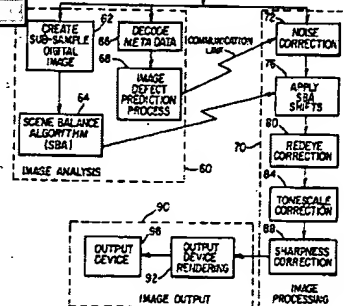 62
CREATE
SUB-SAMPLE
DIGITAL
IMAGE
66
DECODE
META DATA
68
IMAGE
DEFECT
PREDICTION
PROCESS
COMMUNICATION
LINK
64
SCENE BALANCE
ALGORITHM
(SBA)
IMAGE ANALYSIS
60
72
NOISE
CORRECTION
76
APPLY
SBA
SHIFTS
70
80
REDEYE
CORRECTION
84
TONESCALE
CORRECTION
88
SHARPNESS
CORRECTION
IMAGE
PROCESSING
90
98
OUTPUT
DEVICE
OUTPUT
DEVICE
RENDERING
92
IMAGE OUTPUT